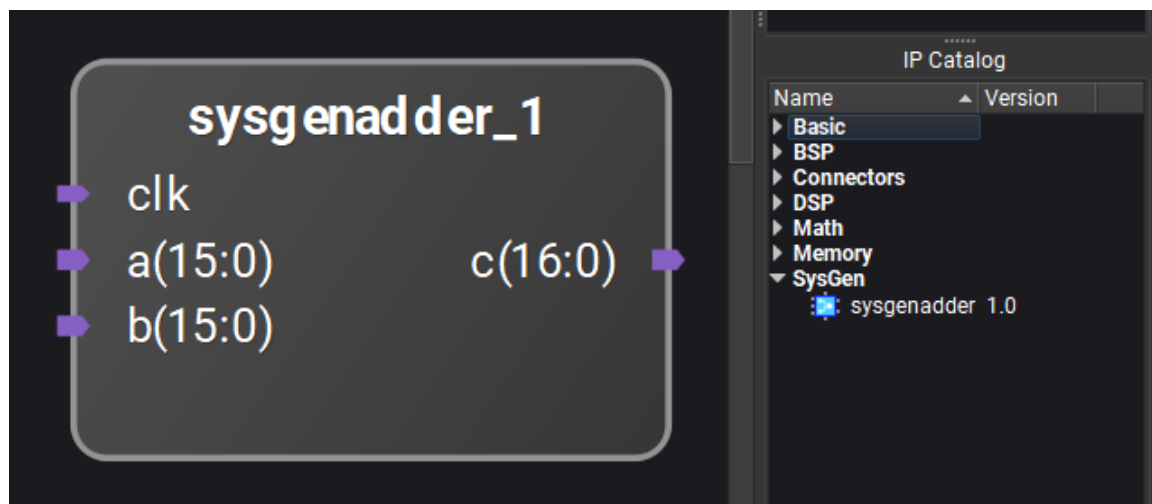 sysgenadder_1
clk
a(15:0)
c(16:0)
b(15:0)
IP Catalog
Name Version
Basic
BSP
Connectors
DSP
Math
Memory
SysGen
sysgenadder 1.0